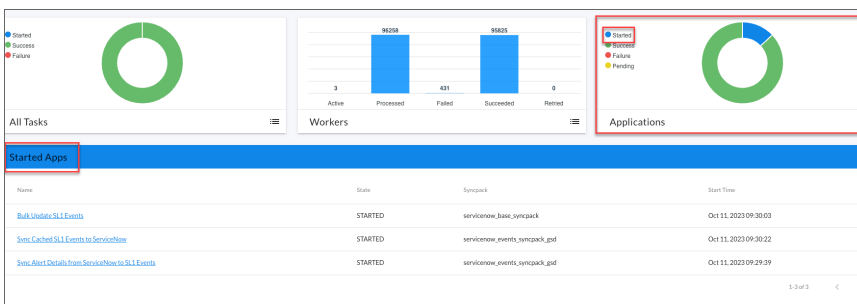 Started
Success
Failure
96258
95825
3
431
0
Active
Processed
Failed
Succeeded
Retried
Started
Success
Failure
Pending
All Tasks
Workers
Applications
Started Apps
Name State Syncpack Start Time
Bulk Update SL1 Events STARTED servicenow_base_syncpack Oct 11, 2023 09:30:03
Sync Cached SL1 Events to ServiceNow STARTED servicenow_events_syncpack_gsd Oct 11, 2023 09:30:22
Sync Alert Details from ServiceNow to SL1 Events STARTED servicenow_events_syncpack_gsd Oct 11, 2023 09:29:39
1-3 of 3 <